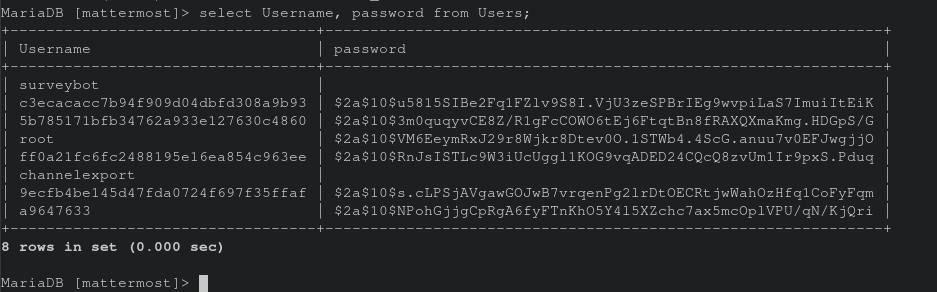 MariaDB [mattermost]> select Username, password from Users;
+----------------------------------+--------------------------------------------------------------+
| Username                         | password                                                     |
+----------------------------------+--------------------------------------------------------------+
| surveybot                        |                                                              |
| c3ecacacc7b94f909d04dbfd308a9b93 | $2a$10$u5815SIBe2Fq1FZlv9S8I.VjU3zeSPBrIEg9wvpiLaS7ImuiItEiK |
| 5b785171bfb34762a933e127630c4860 | $2a$10$3m0quqyvCE8Z/R1gFcCOWO6tEj6FtqtBn8fRAXQXmaKmg.HDGpS/G |
| root                             | $2a$10$VM6EeymRxJ29r8Wjkr8Dtev0O.1STWb4.4ScG.anuu7v0EFJwgjjO |
| ff0a21fc6fc2488195e16ea854c963ee | $2a$10$RnJsISTLc9W3iUcUggl1KOG9vqADED24CQcQ8zvUm1Ir9pxS.Pduq |
| channelexport                    |                                                              |
| 9ecfb4be145d47fda0724f697f35ffaf | $2a$10$s.cLPSjAVgawGOJwB7vrqenPg2lrDtOECRtjwWahOzHfq1CoFyFqm |
| a9647633                         | $2a$10$NPohGjjgCpRgA6fyFTnKhO5Y4l5XZchc7ax5mcOplVPU/qN/KjQri |
+----------------------------------+--------------------------------------------------------------+
8 rows in set (0.000 sec)
MariaDB [mattermost]>